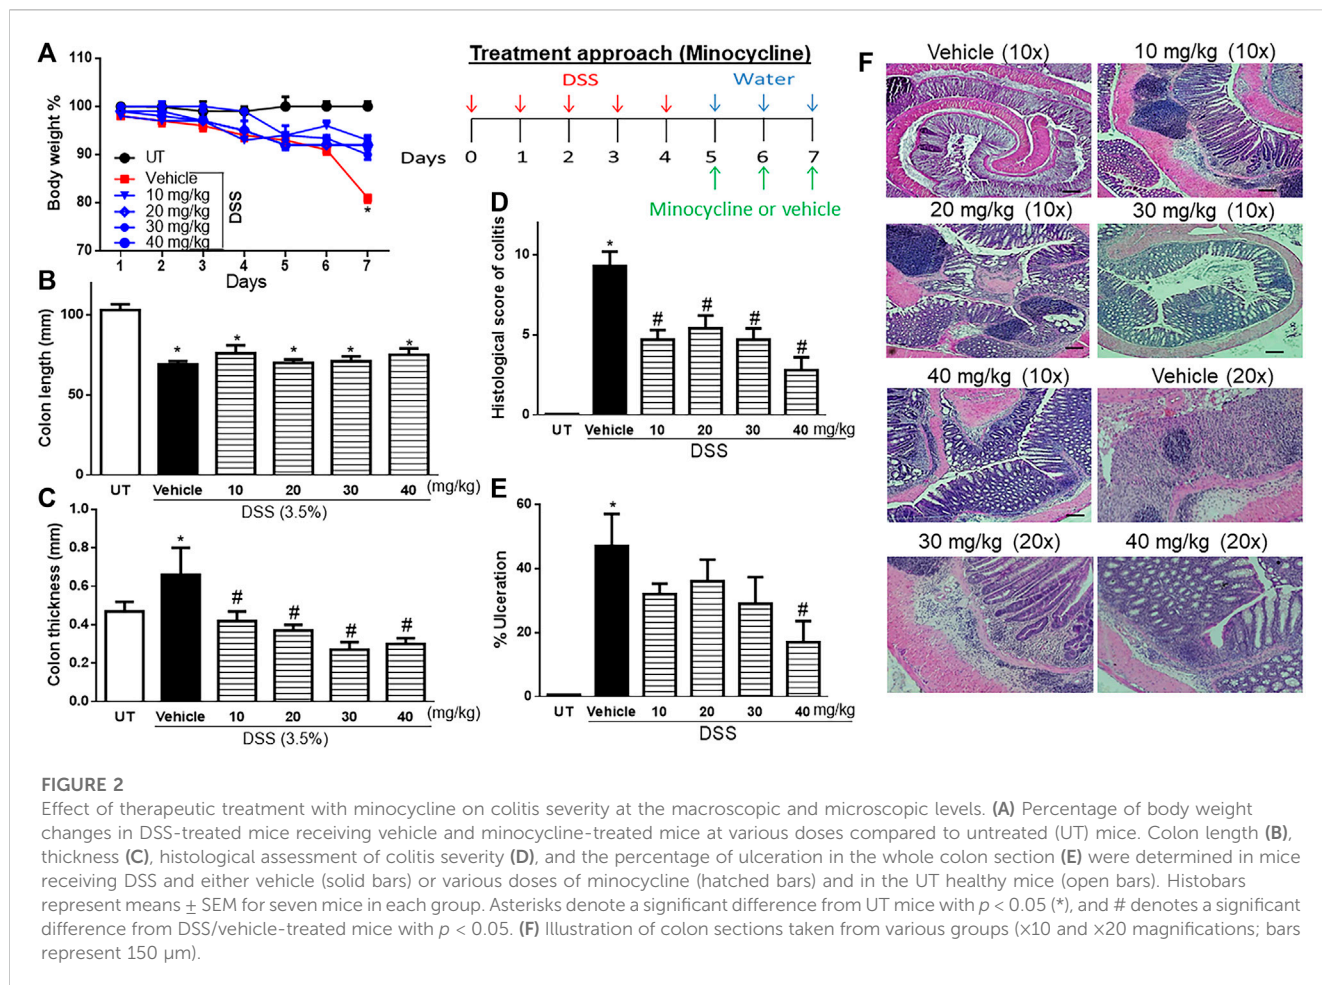 A
110
100
90
80
70
Body weight %
UT
Vehicle
10 mg/kg
20 mg/kg
30 mg/kg
40 mg/kg
DSS
*
1 2 3 4 5 6 7
Days
Treatment approach (Minocycline)
DSS Water
Days 0 1 2 3 4 5 6 7
Minocycline or vehicle
B
Colon length (mm)
100
50
0
* * * * *
UT Vehicle 10 20 30 40 (mg/kg)
DSS (3.5%)
C
Colon thickness (mm)
1.0
0.8
0.6
0.4
0.2
0.0
* # # # #
UT Vehicle 10 20 30 40 (mg/kg)
DSS (3.5%)
D
Histological score of colitis
10
5
0
* # # # #
UT Vehicle 10 20 30 40 mg/kg
DSS
E
% Ulceration
60
40
20
0
* #
UT Vehicle 10 20 30 40 mg/kg
DSS
F
Vehicle (10x) 10 mg/kg (10x)
20 mg/kg (10x) 30 mg/kg (10x)
40 mg/kg (10x) Vehicle (20x)
30 mg/kg (20x) 40 mg/kg (20x)
FIGURE 2
Effect of therapeutic treatment with minocycline on colitis severity at the macroscopic and microscopic levels. (A) Percentage of body weight
changes in DSS-treated mice receiving vehicle and minocycline-treated mice at various doses compared to untreated (UT) mice. Colon length (B),
thickness (C), histological assessment of colitis severity (D), and the percentage of ulceration in the whole colon section (E) were determined in mice
receiving DSS and either vehicle (solid bars) or various doses of minocycline (hatched bars) and in the UT healthy mice (open bars). Histobars
represent means ± SEM for seven mice in each group. Asterisks denote a significant difference from UT mice with p < 0.05 (*), and # denotes a significant
difference from DSS/vehicle-treated mice with p < 0.05. (F) Illustration of colon sections taken from various groups (×10 and ×20 magnifications; bars
represent 150 μm).